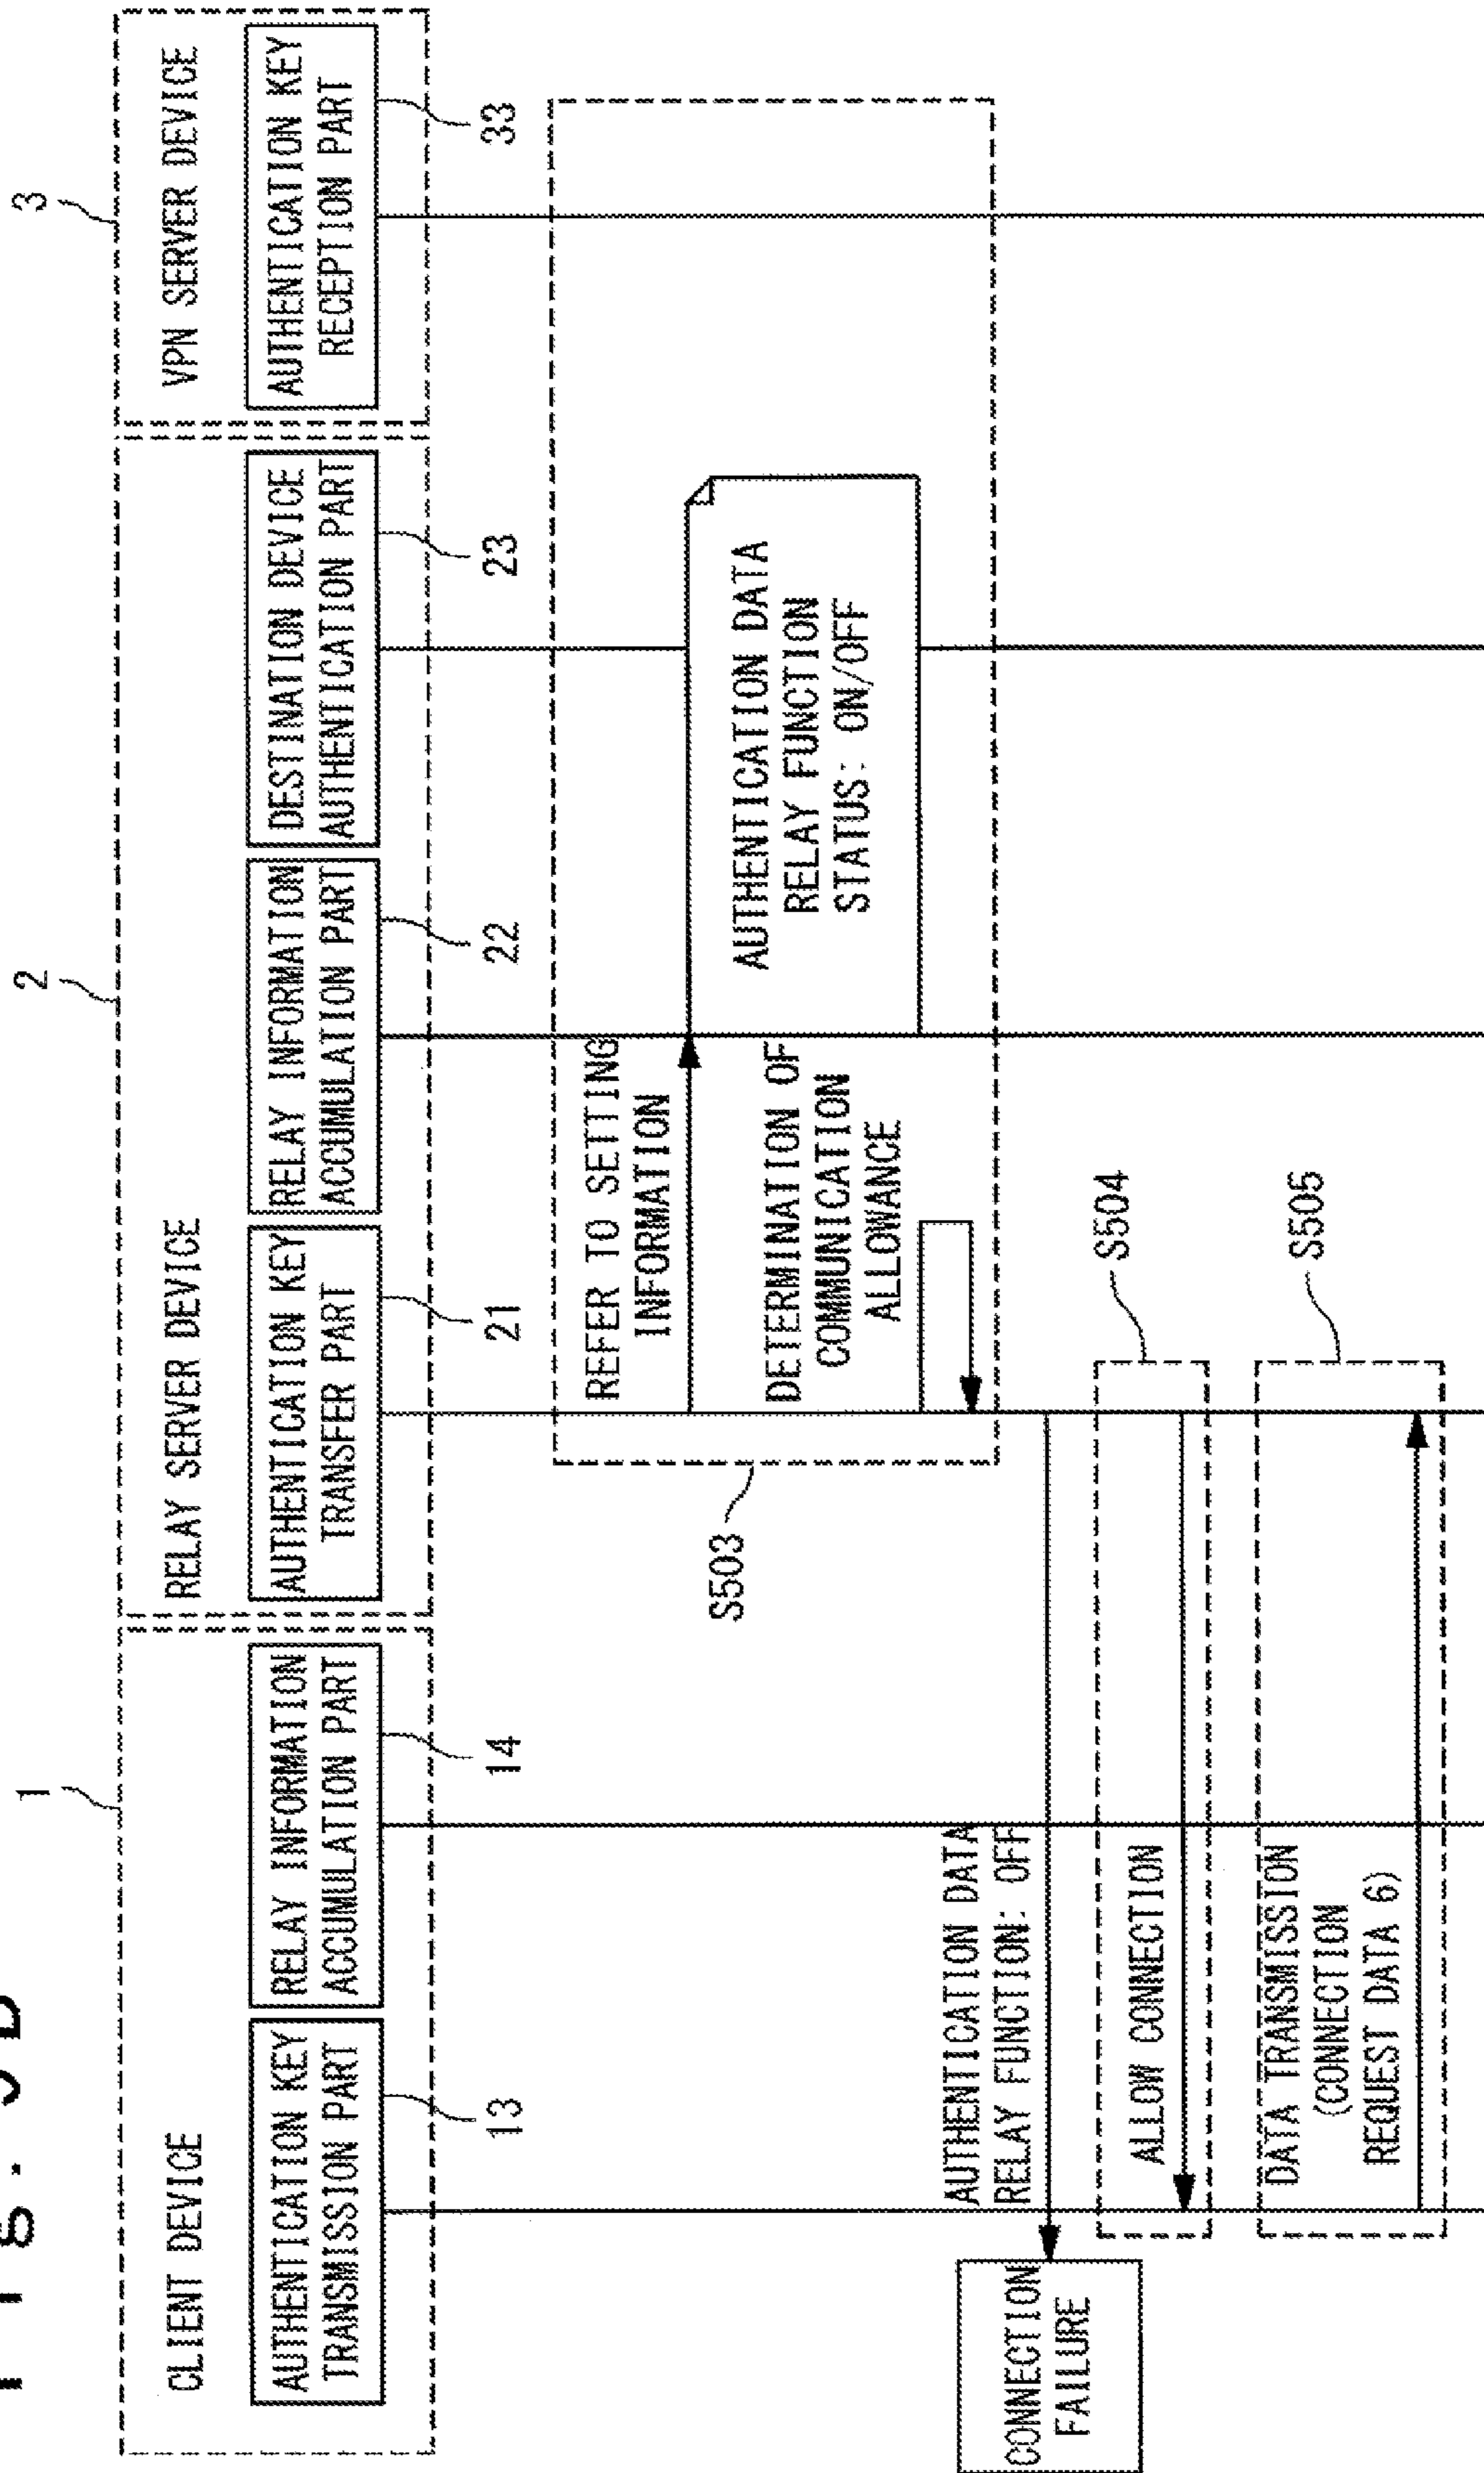 Fig.
1
2
3
CLIENT DEVICE
RELAY SERVER DEVICE
VPN SERVER DEVICE
AUTHENTICATION KEY
TRANSMISSION PART
RELAY INFORMATION
ACCUMULATION PART
AUTHENTICATION KEY
TRANSFER PART
RELAY INFORMATION
ACCUMULATION PART
DESTINATION DEVICE
AUTHENTICATION PART
AUTHENTICATION KEY
RECEPTION PART
13
14
21
22
23
33
S503
REFER TO SETTING
INFORMATION
AUTHENTICATION DATA
RELAY FUNCTION
STATUS: ON/OFF
DETERMINATION OF
COMMUNICATION
ALLOWANCE
AUTHENTICATION DATA
RELAY FUNCTION: OFF
CONNECTION
FAILURE
ALLOW CONNECTION
S504
DATA TRANSMISSION
(CONNECTION
REQUEST DATA 6)
S505